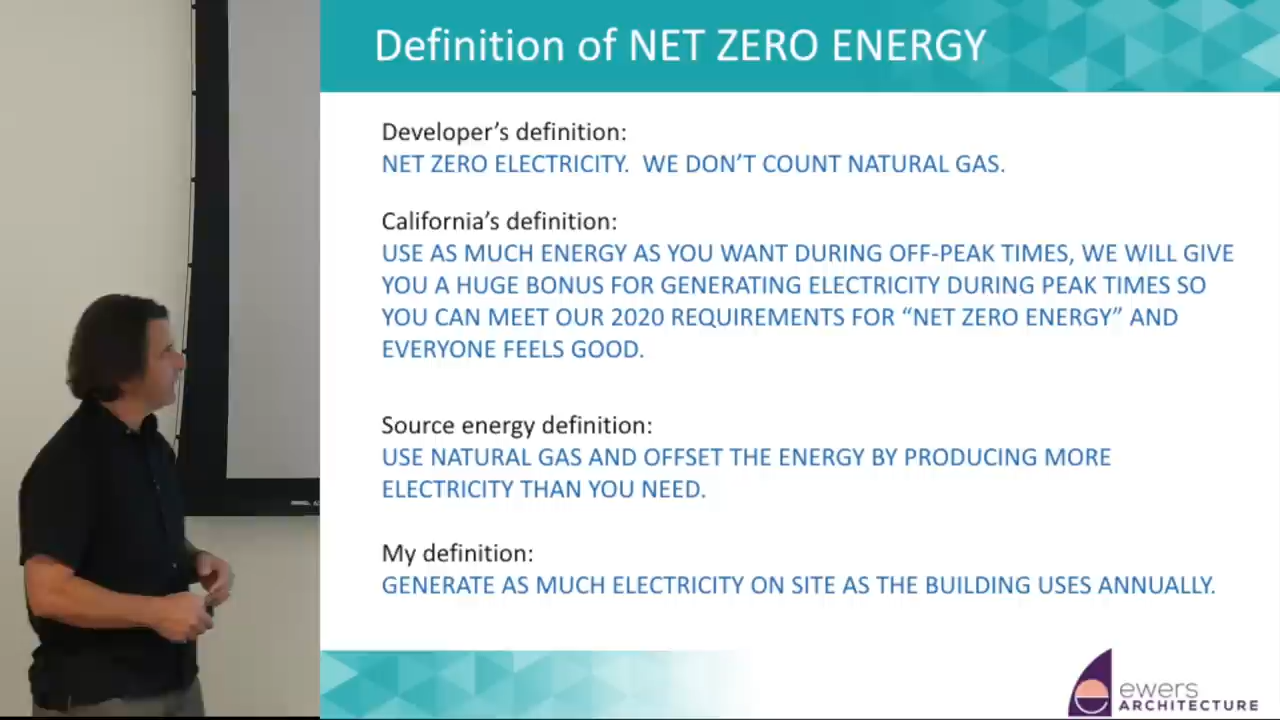 Definition of NET ZERO ENERGY
Developer’s definition:
NET ZERO ELECTRICITY.  WE DON’T COUNT NATURAL GAS.
California’s definition:
USE AS MUCH ENERGY AS YOU WANT DURING OFF-PEAK TIMES, WE WILL GIVE
YOU A HUGE BONUS FOR GENERATING ELECTRICITY DURING PEAK TIMES SO
YOU CAN MEET OUR 2020 REQUIREMENTS FOR “NET ZERO ENERGY” AND
EVERYONE FEELS GOOD.
Source energy definition:
USE NATURAL GAS AND OFFSET THE ENERGY BY PRODUCING MORE
ELECTRICITY THAN YOU NEED.
My definition:
GENERATE AS MUCH ELECTRICITY ON SITE AS THE BUILDING USES ANNUALLY.
ewers
ARCHITECTURE